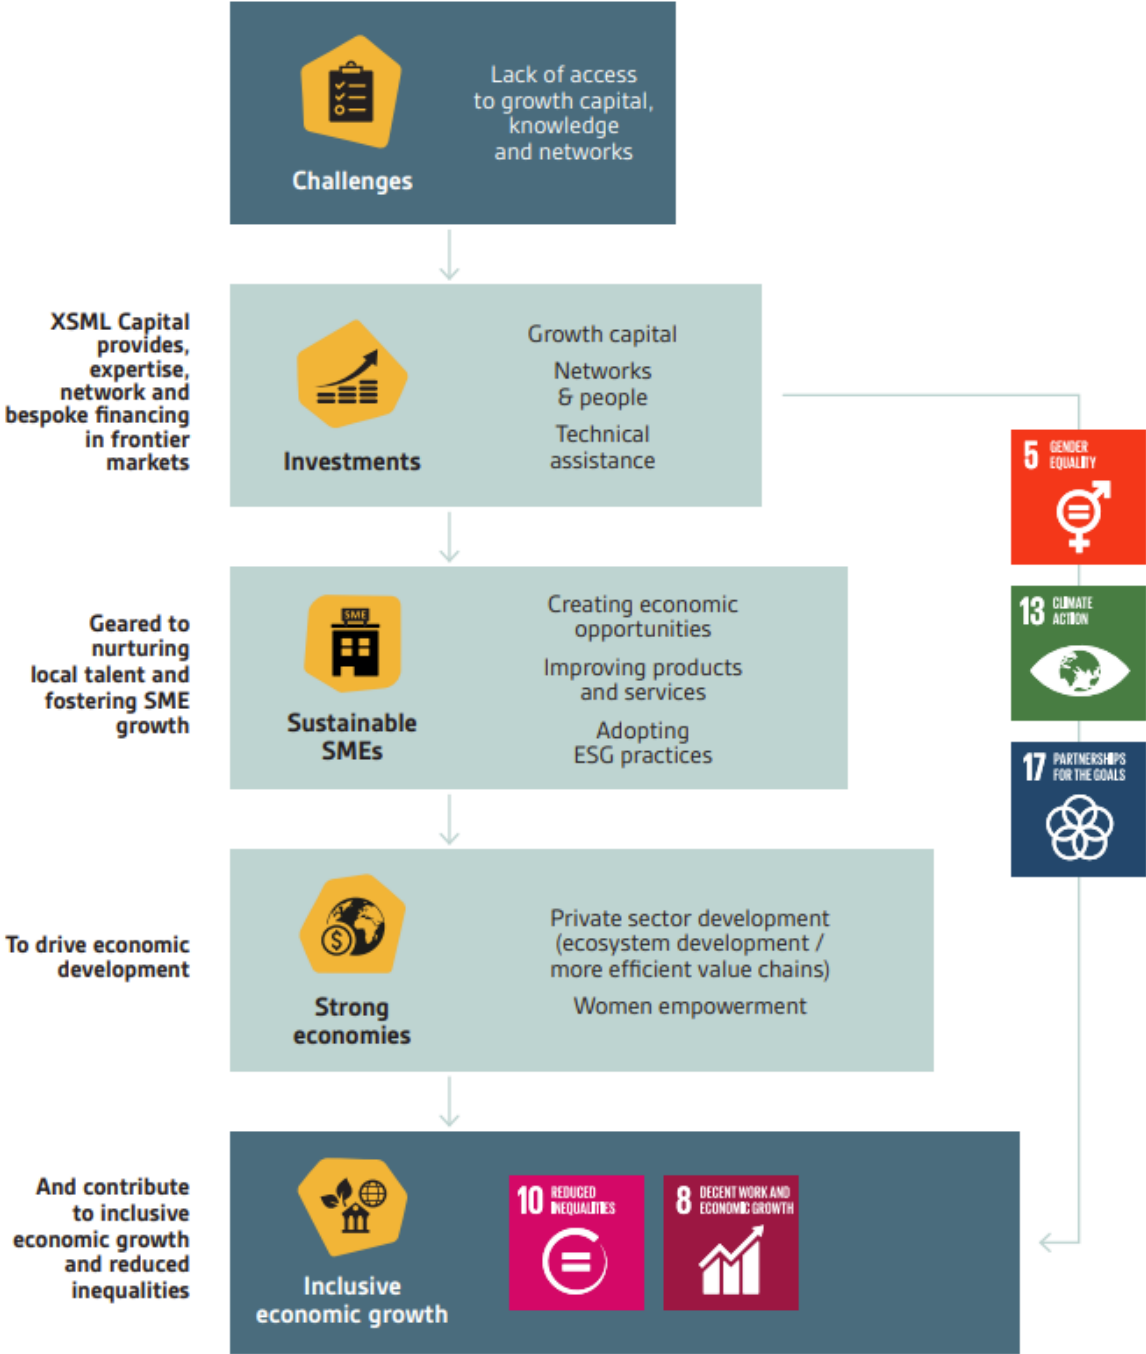 Lack of access
to growth capital,
knowledge
and networks
Challenges
XSML Capital
provides,
expertise,
network and
bespoke financing
in frontier
markets
Growth capital
Networks
& people
Technical
assistance
Investments
5 GENDER
EQUALITY
Geared to
nurturing
local talent and
fostering SME
growth
SME
Sustainable
SMEs
Creating economic
opportunities
Improving products
and services
Adopting
ESG practices
13 CLIMATE
ACTION
17 PARTNERSHIPS
FOR THE GOALS
To drive economic
development
$
Strong
economies
Private sector development
(ecosystem development /
more efficient value chains)
Women empowerment
And contribute
to inclusive
economic growth
and reduced
inequalities
Inclusive
economic growth
10 REDUCED
INEQUALITIES
8 DECENT WORK AND
ECONOMIC GROWTH